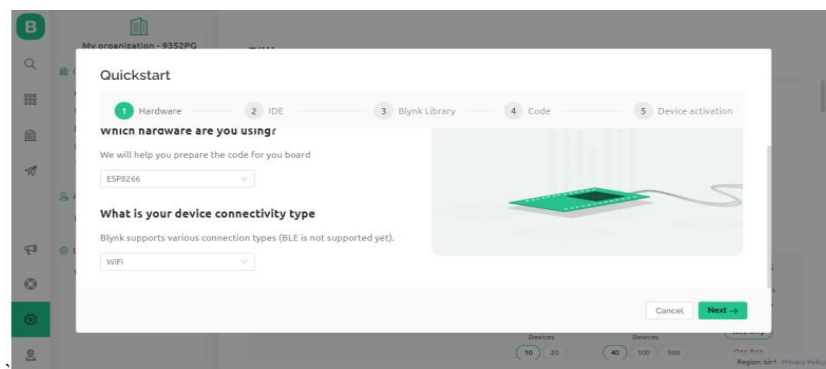 B
My organization - 9352PG
Quickstart
1 Hardware 2 IDE 3 Blynk Library 4 Code 5 Device activation
Which hardware are you using?
We will help you prepare the code for you board
ESP8266
What is your device connectivity type
Blynk supports various connection types (BLE is not supported yet).
WiFi
Cancel Next →
Devices Devices
10 20 40 100 500
Region: blr1 Privacy Policy